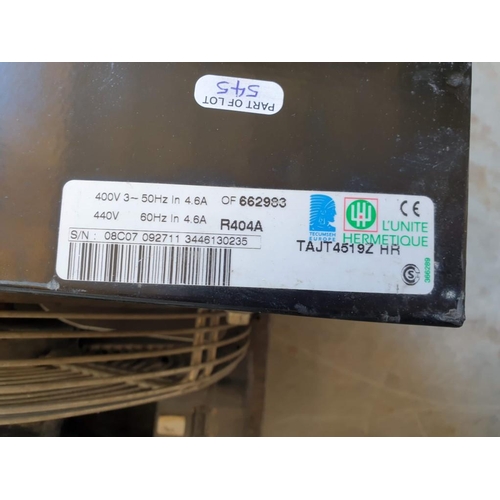 PART OF LOT
545
400V 3~ 50Hz In 4.6A OF 662983
440V 60Hz In 4.6A R404A
S/N : 08C07 092711 3446130235
TECUMSEH
EUROPE
L'UNITE
HERMETIQUE
TAJT4519Z HR
CE
366289